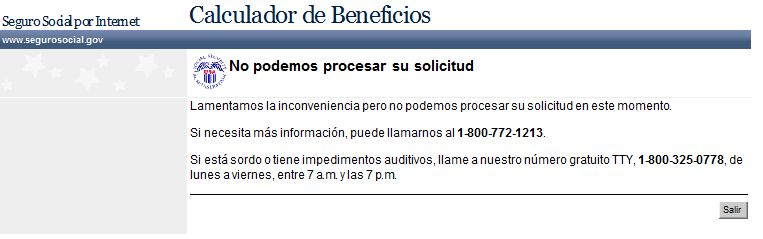 Seguro Social por Internet
Calculador de Beneficios
www.segurosocial.gov
No podemos procesar su solicitud
Lamentamos la inconveniencia pero no podemos procesar su solicitud en este momento.
Si necesita más información, puede llamarnos al 1-800-772-1213.
Si está sordo o tiene impedimentos auditivos, llame a nuestro número gratuito TTY, 1-800-325-0778, de
lunes a viernes, entre 7 a.m. y las 7 p.m.
Salir